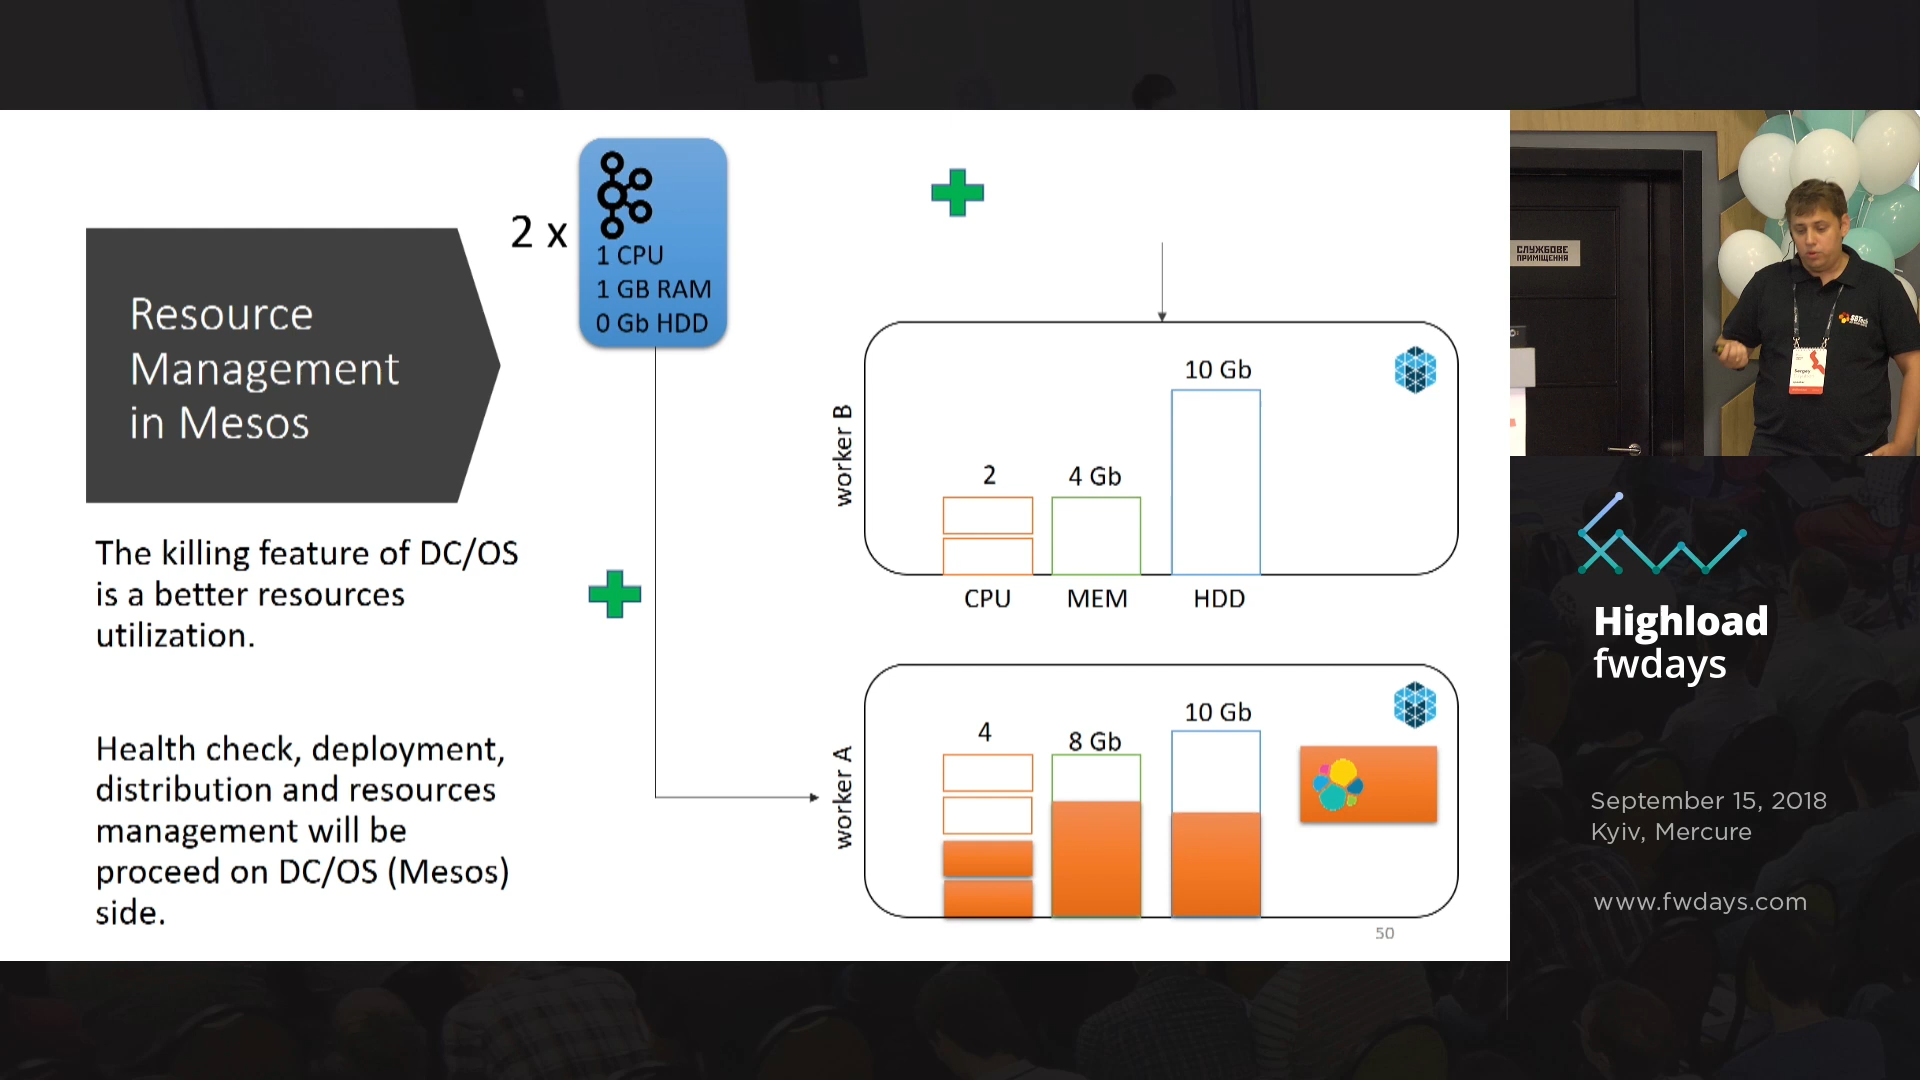 2 x
1 CPU
1 GB RAM
0 Gb HDD
Resource
Management
in Mesos
The killing feature of DC/OS
is a better resources
utilization.
Health check, deployment,
distribution and resources
management will be
proceed on DC/OS (Mesos)
side.
worker B
2
4 Gb
10 Gb
CPU
MEM
HDD
worker A
4
8 Gb
10 Gb
50
СЛУЖБОВЕ
ПРИМІЩЕННЯ
Sergey
Highload
fwdays
September 15, 2018
Kyiv, Mercure
www.fwdays.com